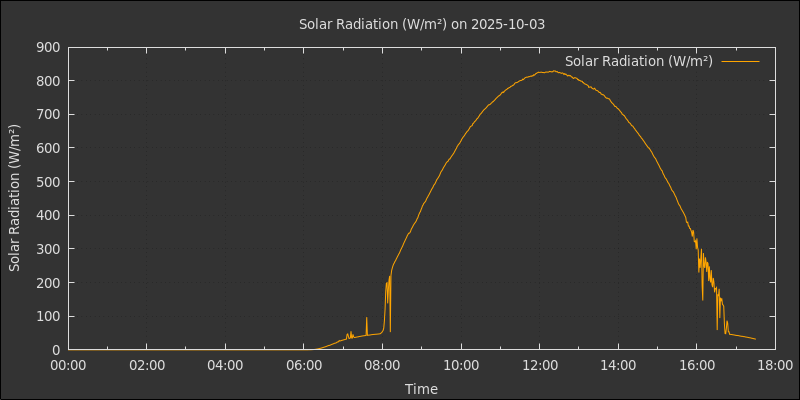 Solar Radiation (W/m²) on 2025-10-03
Solar Radiation (W/m²)
Solar Radiation (W/m²)
900
800
700
600
500
400
300
200
100
0
00:00 02:00 04:00 06:00 08:00 10:00 12:00 14:00 16:00 18:00
Time